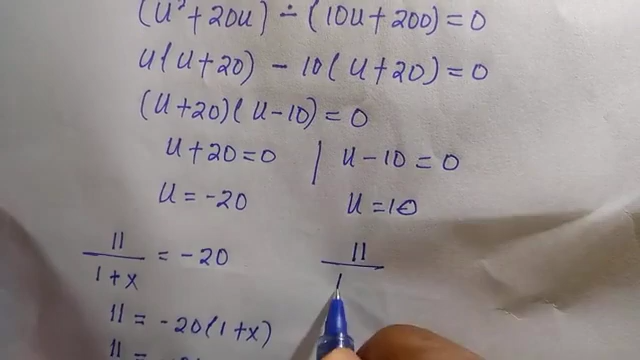 (u² + 20u) - (10u + 200) = 0
u(u + 20) - 10(u + 20) = 0
(u + 20)(u - 10) = 0
u + 20 = 0 | u - 10 = 0
u = -20 u = 10
11/(1 + x) = -20 11/1
11 = -20(1 + x)
11 =